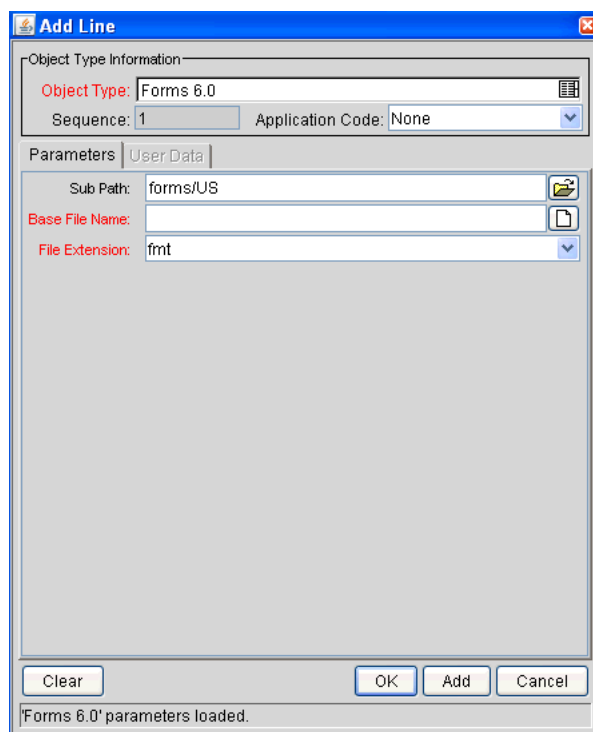 Add Line
Object Type Information
Object Type: Forms 6.0
Sequence: 1 Application Code: None
Parameters User Data
Sub Path: forms/US
Base File Name:
File Extension: fmt
Clear OK Add Cancel
'Forms 6.0' parameters loaded.